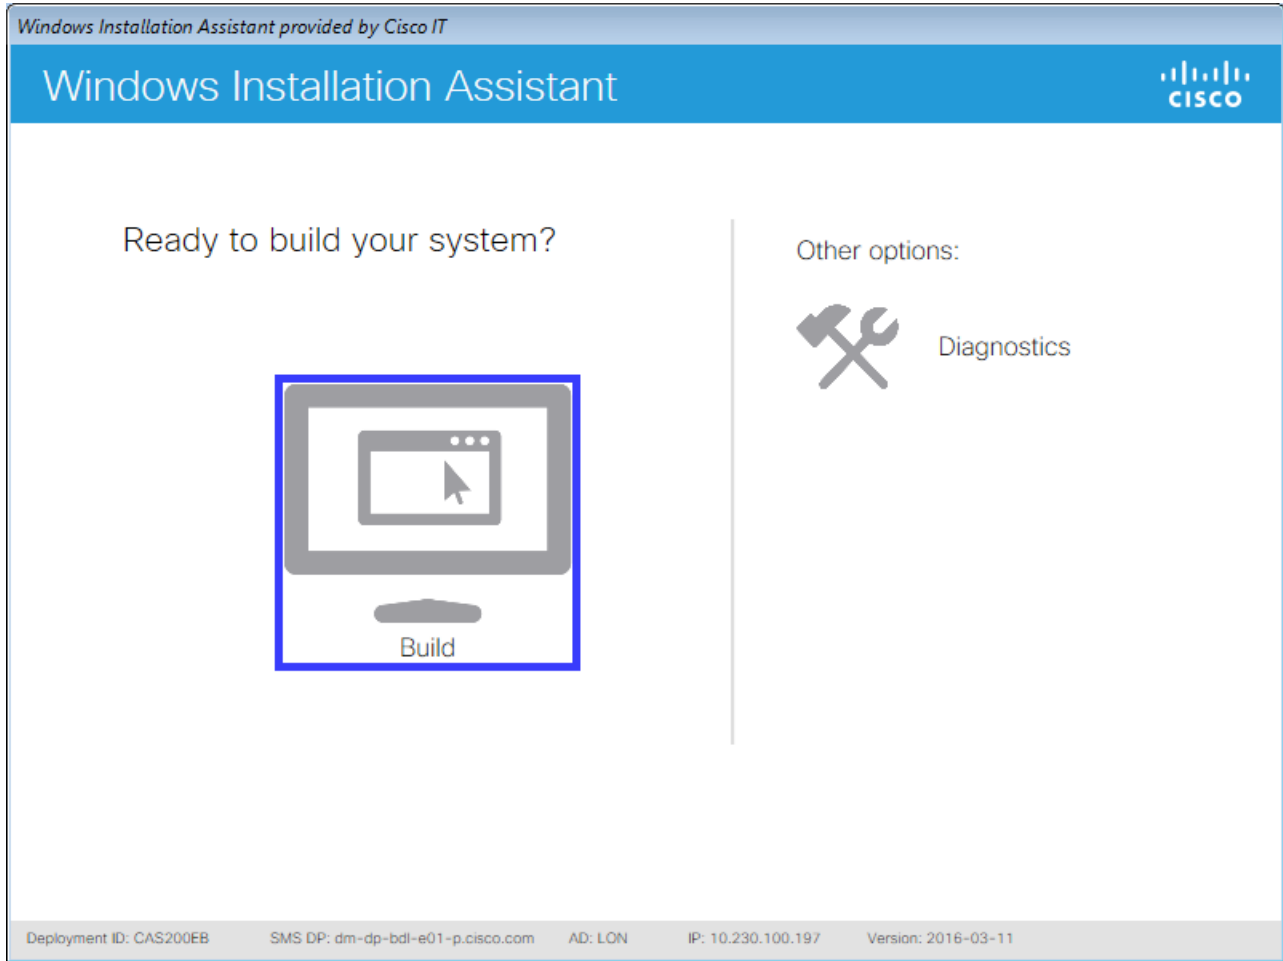 Windows Installation Assistant provided by Cisco IT
Windows Installation Assistant
CISCO
Ready to build your system?
Build
Other options:
Diagnostics
Deployment ID: CAS200EB SMS DP: dm-dp-bdl-e01-p.cisco.com AD: LON IP: 10.230.100.197 Version: 2016-03-11